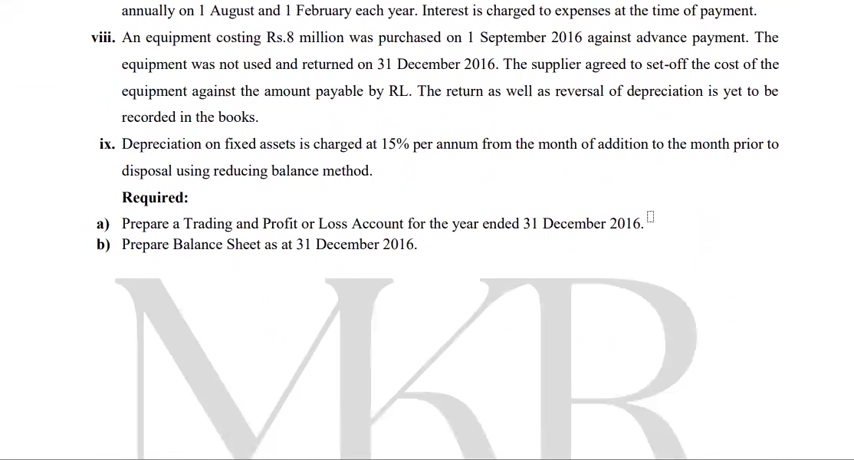 annually on 1 August and 1 February each year. Interest is charged to expenses at the time of payment.
viii. An equipment costing Rs.8 million was purchased on 1 September 2016 against advance payment. The
equipment was not used and returned on 31 December 2016. The supplier agreed to set-off the cost of the
equipment against the amount payable by RL. The return as well as reversal of depreciation is yet to be
recorded in the books.
ix. Depreciation on fixed assets is charged at 15% per annum from the month of addition to the month prior to
disposal using reducing balance method.
Required:
a) Prepare a Trading and Profit or Loss Account for the year ended 31 December 2016.
b) Prepare Balance Sheet as at 31 December 2016.
MKR